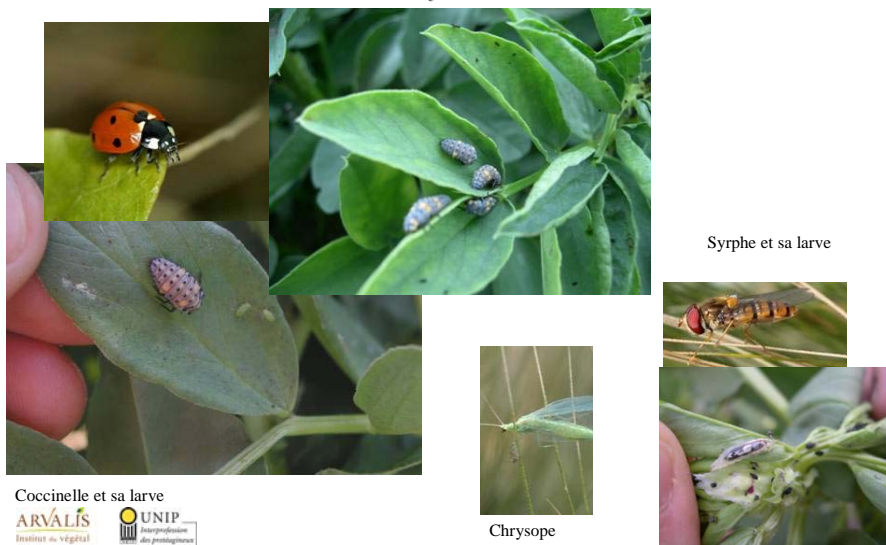 Syrphe et sa larve
Coccinelle et sa larve
Chrysope
ARVALIS
Institut du végétal
UNIP
Interprofession
des protéagineux